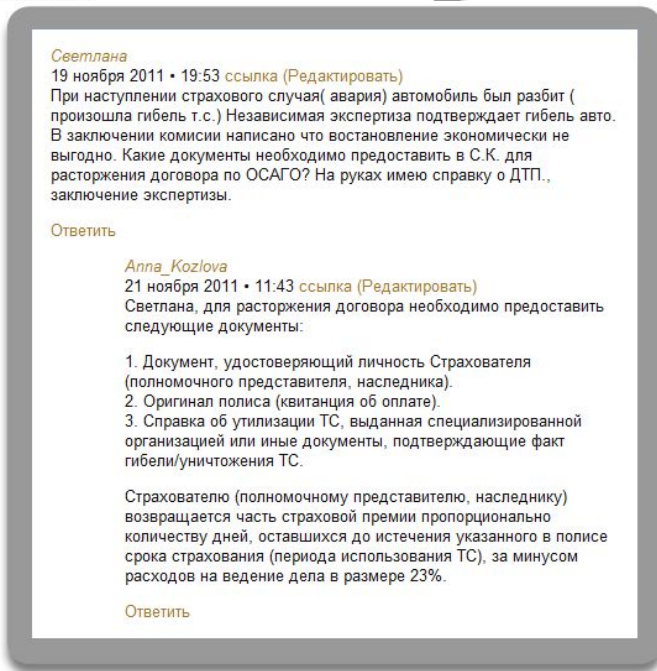 Светлана
19 ноября 2011 • 19:53 ссылка (Редактировать)
При наступлении страхового случая( авария) автомобиль был разбит (
произошла гибель т.с.) Независимая экспертиза подтверждает гибель авто.
В заключении комисии написано что востановление экономически не
выгодно. Какие документы необходимо предоставить в С.К. для
расторжения договора по ОСАГО? На руках имею справку о ДТП.,
заключение экспертизы.
Ответить
Anna_Kozlova
21 ноября 2011 • 11:43 ссылка (Редактировать)
Светлана, для расторжения договора необходимо предоставить
следующие документы:
1. Документ, удостоверяющий личность Страхователя
(полномочного представителя, наследника).
2. Оригинал полиса (квитанция об оплате).
3. Справка об утилизации ТС, выданная специализированной
организацией или иные документы, подтверждающие факт
гибели/уничтожения ТС.
Страхователю (полномочному представителю, наследнику)
возвращается часть страховой премии пропорционально
количеству дней, оставшихся до истечения указанного в полисе
срока страхования (периода использования ТС), за минусом
расходов на ведение дела в размере 23%.
Ответить